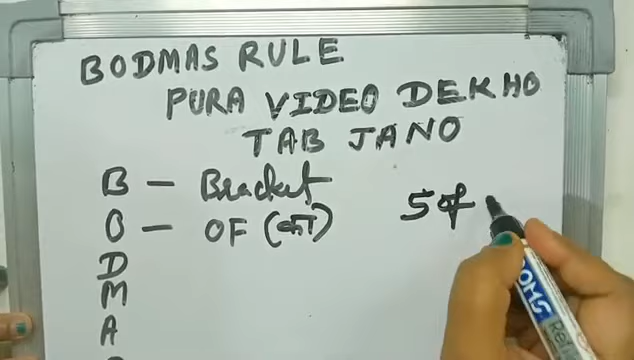 BODMAS RULE
PURA VIDEO DEKHO
TAB JANO
B — Bracket
O — OF (का) 5 of
D
M
A